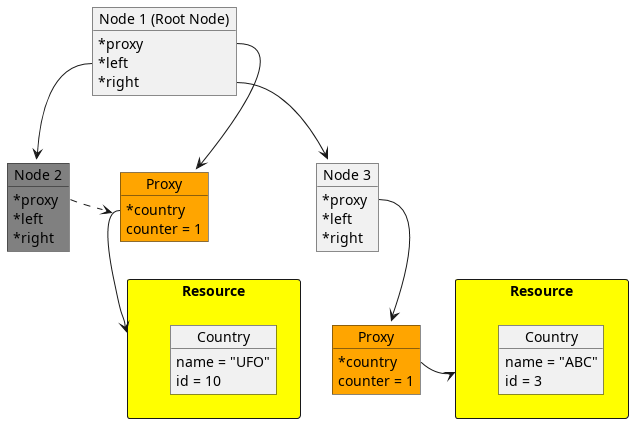 Node 1 (Root Node)
*proxy
*left
*right
Node 2
*proxy
*left
*right
Proxy
*country
counter = 1
Node 3
*proxy
*left
*right
Resource
Country
name = "UFO"
id = 10
Proxy
*country
counter = 1
Resource
Country
name = "ABC"
id = 3